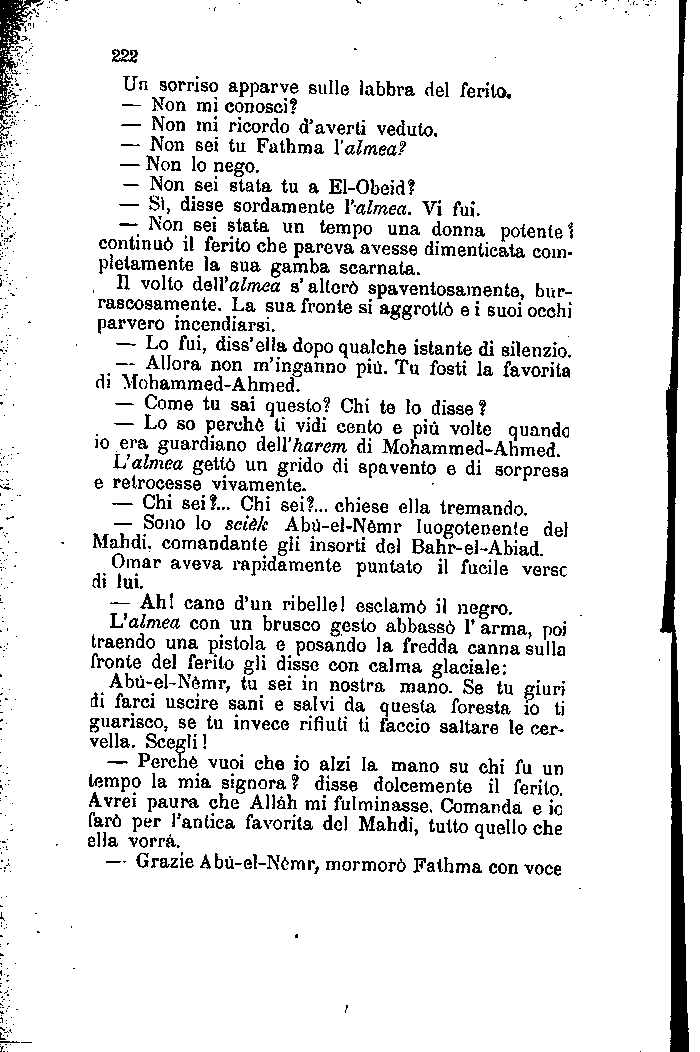 222
Un sorriso apparve sulle labbra del ferito.
— Non mi conosci?
— Non mi ricordo d'averti veduto.
— Non sei tu Fathma l'almea?
— Non lo nego.
— Non sei stata tu a El-Obeid?
— Sì, disse sordamente l'almea. Vi fui.
— Non sei stata un tempo una donna potente?
continuò il ferito che pareva avesse dimenticata com-
pletamente la sua gamba scarnata.
Il volto dell'almea s'alterò spaventosamente, bur-
rascosamente. La sua fronte si aggrottò e i suoi occhi
parvero incendiarsi.
— Lo fui, diss'ella dopo qualche istante di silenzio.
— Allora non m'inganno più. Tu fosti la favorita
di Mohammed-Ahmed.
— Come tu sai questo? Chi te lo disse?
— Lo so perchè ti vidi cento e più volte quando
io era guardiano dell'harem di Mohammed-Ahmed.
L'almea gettò un grido di spavento e di sorpresa
e retrocesse vivamente.
— Chi sei?... Chi sei?... chiese ella tremando.
— Sono lo scièk Abù-el-Nèmr luogotenente del
Mahdi, comandante gli insorti del Bahr-el-Abiad.
Omar aveva rapidamente puntato il fucile verso
di lui.
— Ah! cane d'un ribelle! esclamò il negro.
L'almea con un brusco gesto abbassò l'arma, poi
traendo una pistola e posando la fredda canna sulla
fronte del ferito gli disse con calma glaciale:
Abù-el-Nèmr, tu sei in nostra mano. Se tu giuri
di farci uscire sani e salvi da questa foresta io ti
guarisco, se tu invece rifiuti ti faccio saltare le cer-
vella. Scegli!
— Perchè vuoi che io alzi la mano su chi fu un
tempo la mia signora? disse dolcemente il ferito.
Avrei paura che Allàh mi fulminasse. Comanda e io
farò per l'antica favorita del Mahdi, tutto quello che
ella vorrà.
— Grazie Abù-el-Nèmr, mormorò Fathma con voce